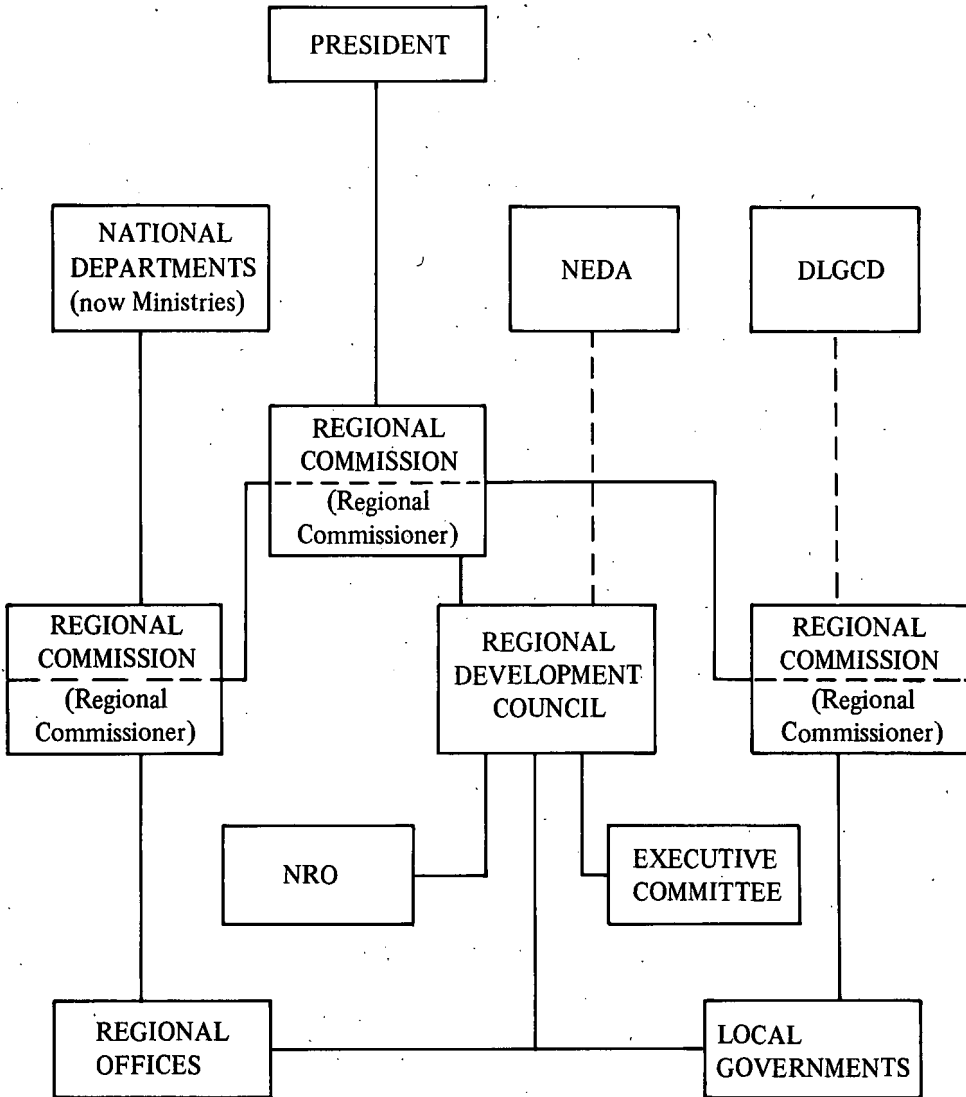 PRESIDENT
NATIONAL
DEPARTMENTS
(now Ministries)
NEDA
DLGCD
REGIONAL
COMMISSION
(Regional
Commissioner)
REGIONAL
COMMISSION
(Regional
Commissioner)
REGIONAL
DEVELOPMENT
COUNCIL
REGIONAL
COMMISSION
(Regional
Commissioner)
NRO
EXECUTIVE
COMMITTEE
REGIONAL
OFFICES
LOCAL
GOVERNMENTS